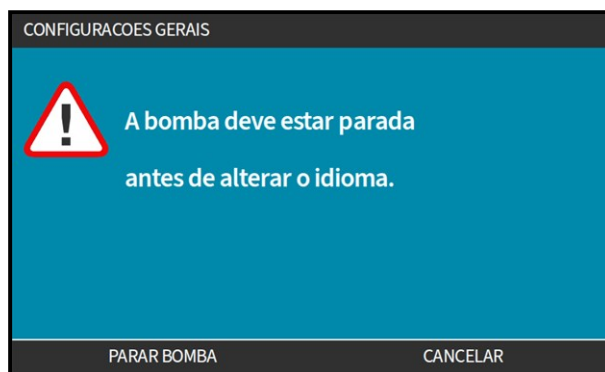 CONFIGURACOES GERAIS
!
A bomba deve estar parada
antes de alterar o idioma.
PARAR BOMBA
CANCELAR